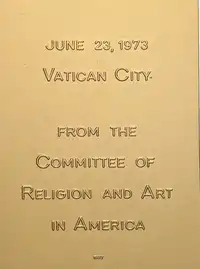 JUNE 23, 1973
VATICAN CITY
FROM THE
COMMITTEE OF
RELIGION AND ART
IN AMERICA